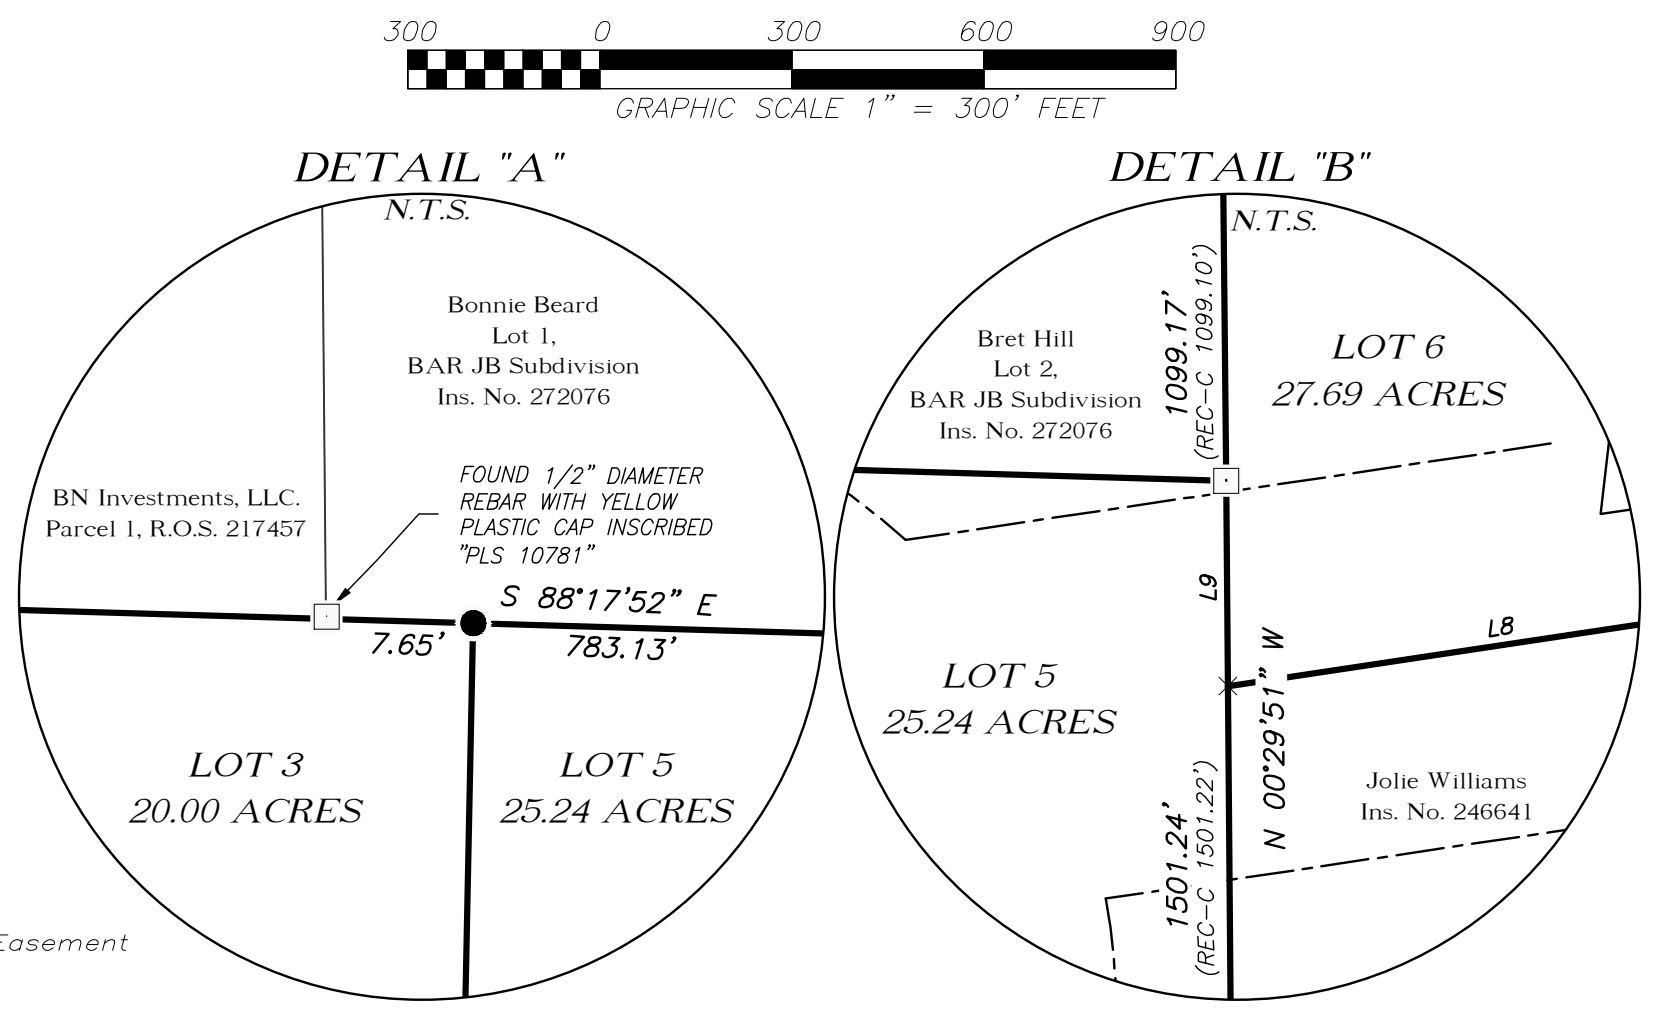 300 0 300 600 900
GRAPHIC SCALE 1" = 300' FEET
DETAIL "A"
N.T.S.
Bonnie Beard
Lot 1,
BAR JB Subdivision
Ins. No. 272076
BN Investments, LLC.
Parcel 1, R.O.S. 217457
FOUND 1/2" DIAMETER
REBAR WITH YELLOW
PLASTIC CAP INSCRIBED
"PLS 10781"
S 88°17'52" E
7.65'
783.13'
LOT 3
20.00 ACRES
LOT 5
25.24 ACRES
Easement
DETAIL "B"
N.T.S.
Bret Hill
Lot 2,
BAR JB Subdivision
Ins. No. 272076
1099.17'
(REC-C 1099.10')
LOT 6
27.69 ACRES
L9
L8
LOT 5
25.24 ACRES
N 00°29'51" W
1501.24'
(REC-C 1501.22')
Jolie Williams
Ins. No. 246641